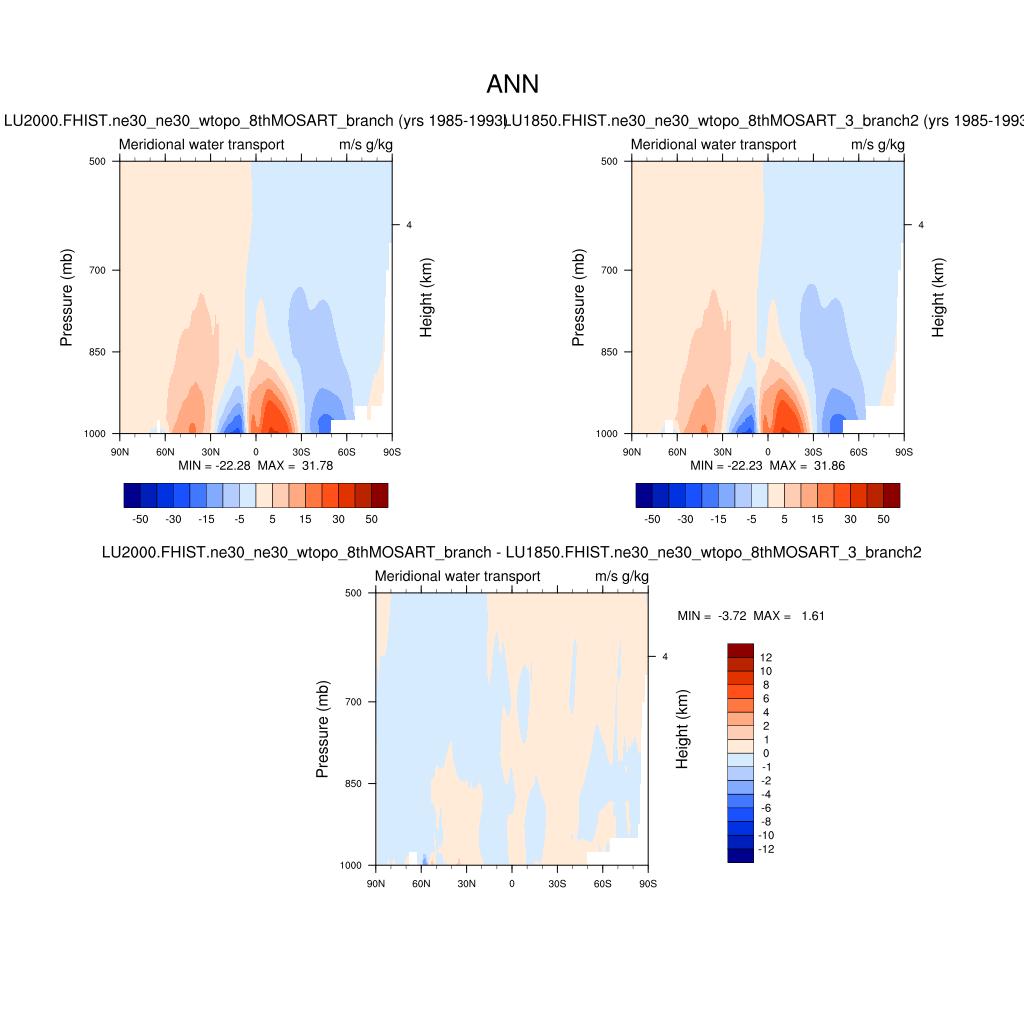 ANN
LU2000.FHIST.ne30_ne30_wtopo_8thMOSART_branch (yrs 1985-1993)
LU1850.FHIST.ne30_ne30_wtopo_8thMOSART_3_branch2 (yrs 1985-1993
Meridional water transport m/s g/kg
Meridional water transport m/s g/kg
500
700
850
1000
Pressure (mb)
4
Height (km)
90N 60N 30N 0 30S 60S 90S
MIN = -22.28 MAX = 31.78
-50 -30 -15 -5 5 15 30 50
500
700
850
1000
Pressure (mb)
4
Height (km)
90N 60N 30N 0 30S 60S 90S
MIN = -22.23 MAX = 31.86
-50 -30 -15 -5 5 15 30 50
LU2000.FHIST.ne30_ne30_wtopo_8thMOSART_branch - LU1850.FHIST.ne30_ne30_wtopo_8thMOSART_3_branch2
Meridional water transport m/s g/kg
500
700
850
1000
Pressure (mb)
4
Height (km)
90N 60N 30N 0 30S 60S 90S
MIN = -3.72 MAX = 1.61
12
10
8
6
4
2
1
0
-1
-2
-4
-6
-8
-10
-12